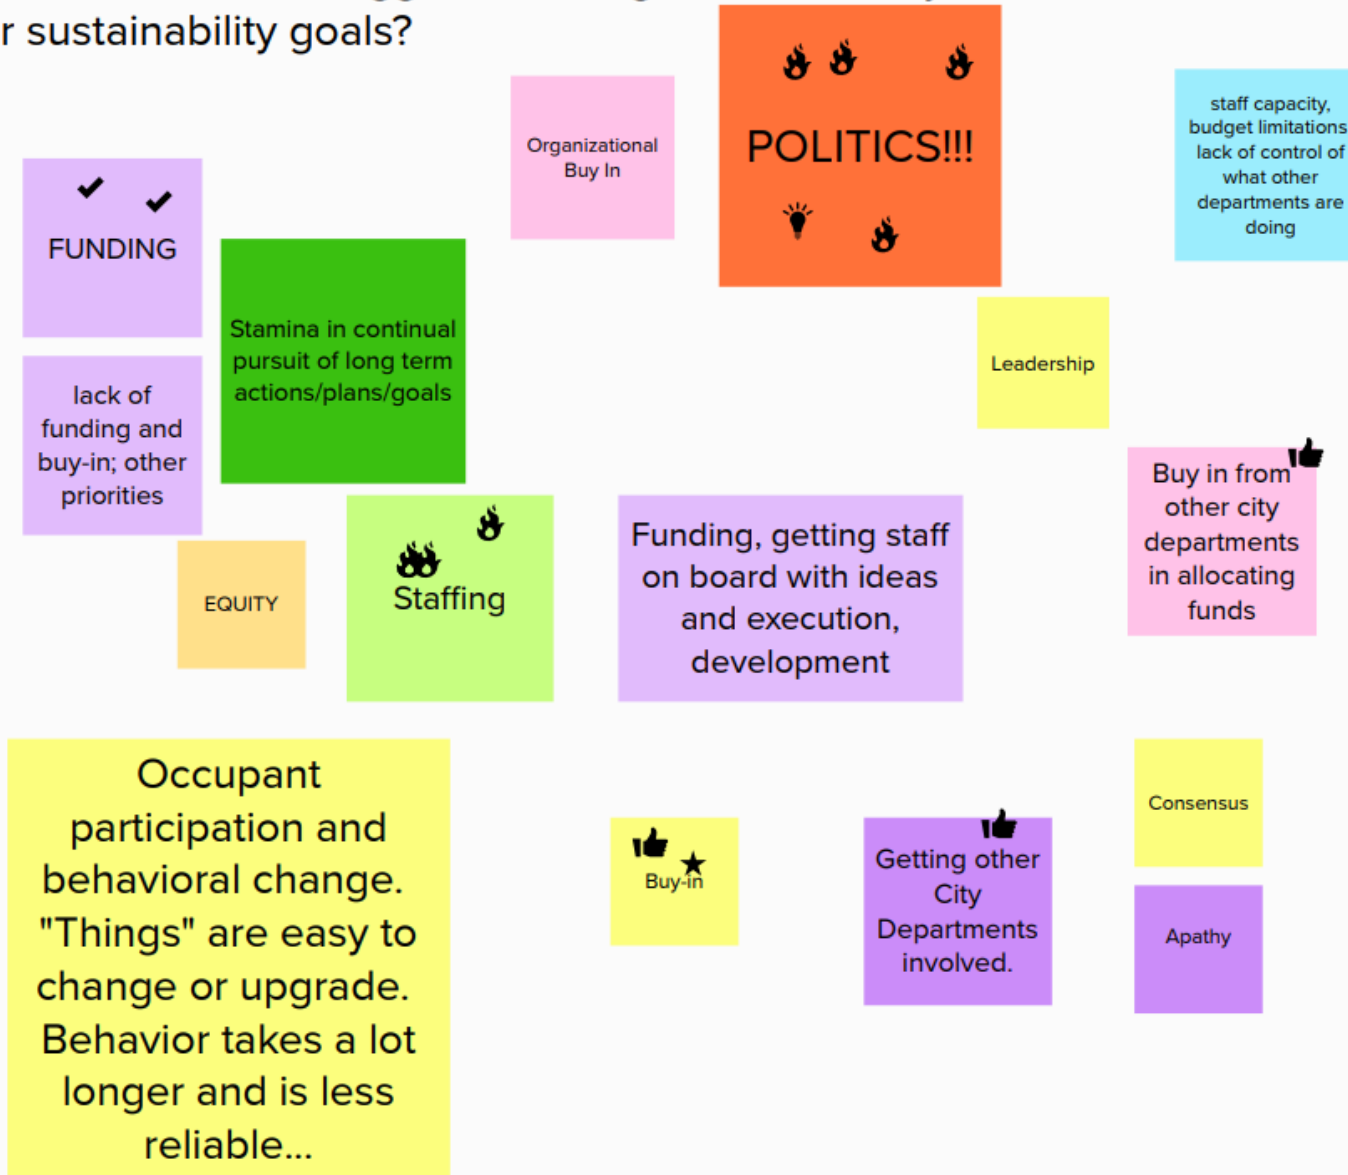 r sustainability goals?
POLITICS!!!
Organizational
Buy In
staff capacity,
budget limitations
lack of control of
what other
departments are
doing
FUNDING
Stamina in continual
pursuit of long term
actions/plans/goals
Leadership
lack of
funding and
buy-in; other
priorities
Buy in from
other city
departments
in allocating
funds
EQUITY
Staffing
Funding, getting staff
on board with ideas
and execution,
development
Occupant
participation and
behavioral change.
"Things" are easy to
change or upgrade.
Behavior takes a lot
longer and is less
reliable...
Buy-in
Getting other
City
Departments
involved.
Consensus
Apathy